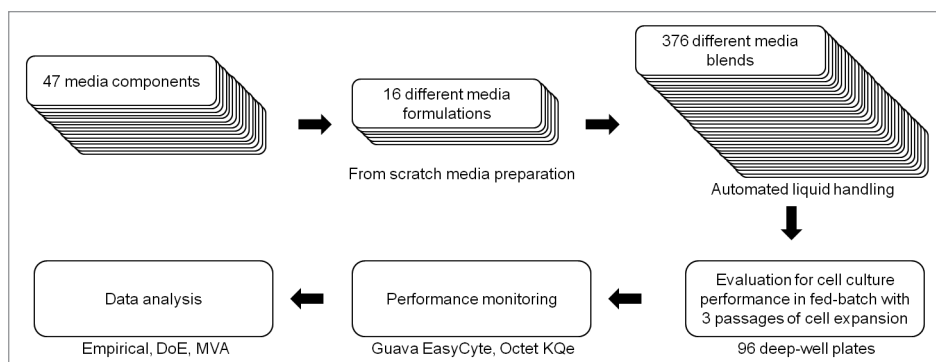 47 media components
16 different media
formulations
From scratch media preparation
376 different media
blends
Automated liquid handling
Evaluation for cell culture
performance in fed-batch with
3 passages of cell expansion
96 deep-well plates
Performance monitoring
Guava EasyCyte, Octet KQe
Data analysis
Empirical, DoE, MVA